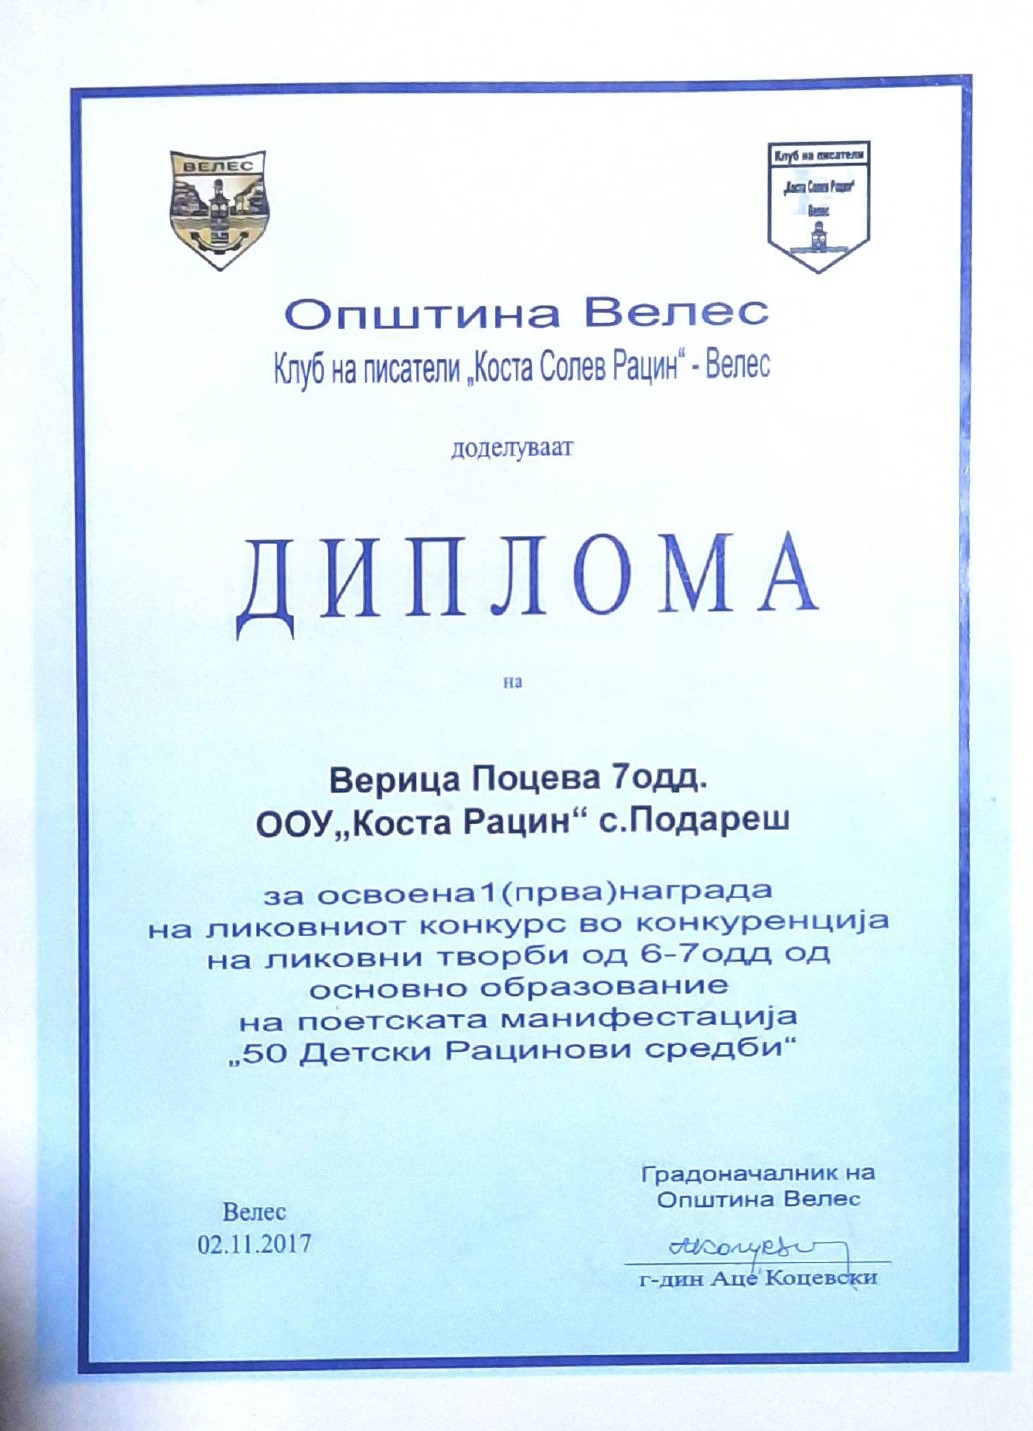 ВЕЛЕС
Клуб на писатели
„Коста Солев Рацин“
Велес
Општина Велес
Клуб на писатели „Коста Солев Рацин“ - Велес
доделуваат
ДИПЛОМА
на
Верица Поцева 7одд.
ООУ„Коста Рацин“ с.Подареш
за освоена1(прва)награда
на ликовниот конкурс во конкуренција
на ликовни творби од 6-7одд од
основно образование
на поетската манифестација
„50 Детски Рацинови средби“
Градоначалник на
Општина Велес
Велес
02.11.2017
г-дин Аце Коцевски